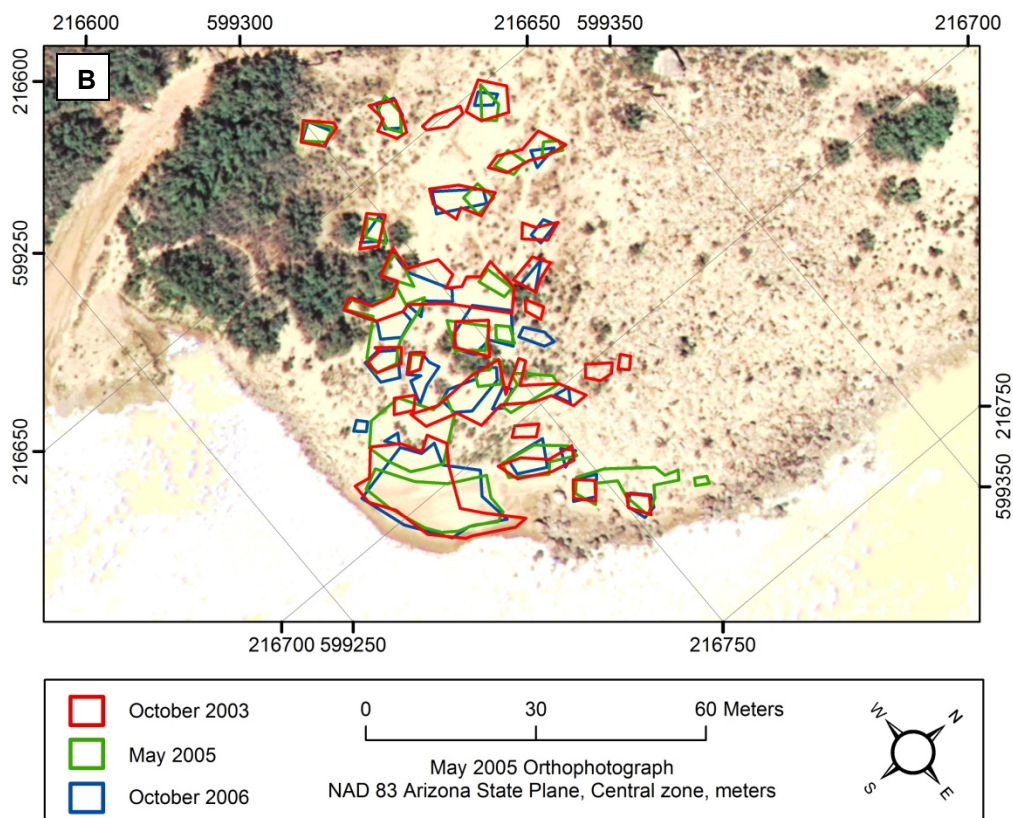 216600 599300 216650 599350 216700
B
216600
599250
216650
216750
599350
216700 599250 216750
October 2003
May 2005
October 2006
0 30 60 Meters
May 2005 Orthophotograph
NAD 83 Arizona State Plane, Central zone, meters
W N
S E